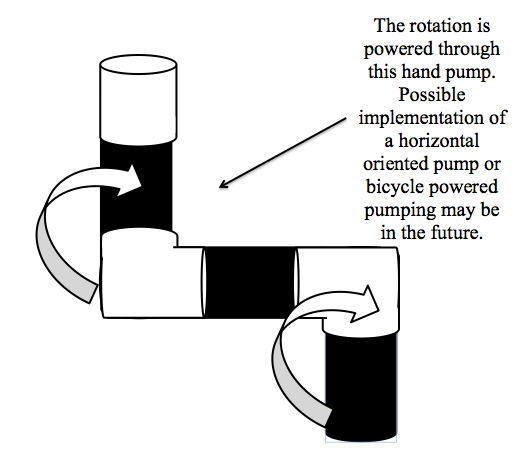 The rotation is
powered through
this hand pump.
Possible
implementation of
a horizontal
oriented pump or
bicycle powered
pumping may be
in the future.